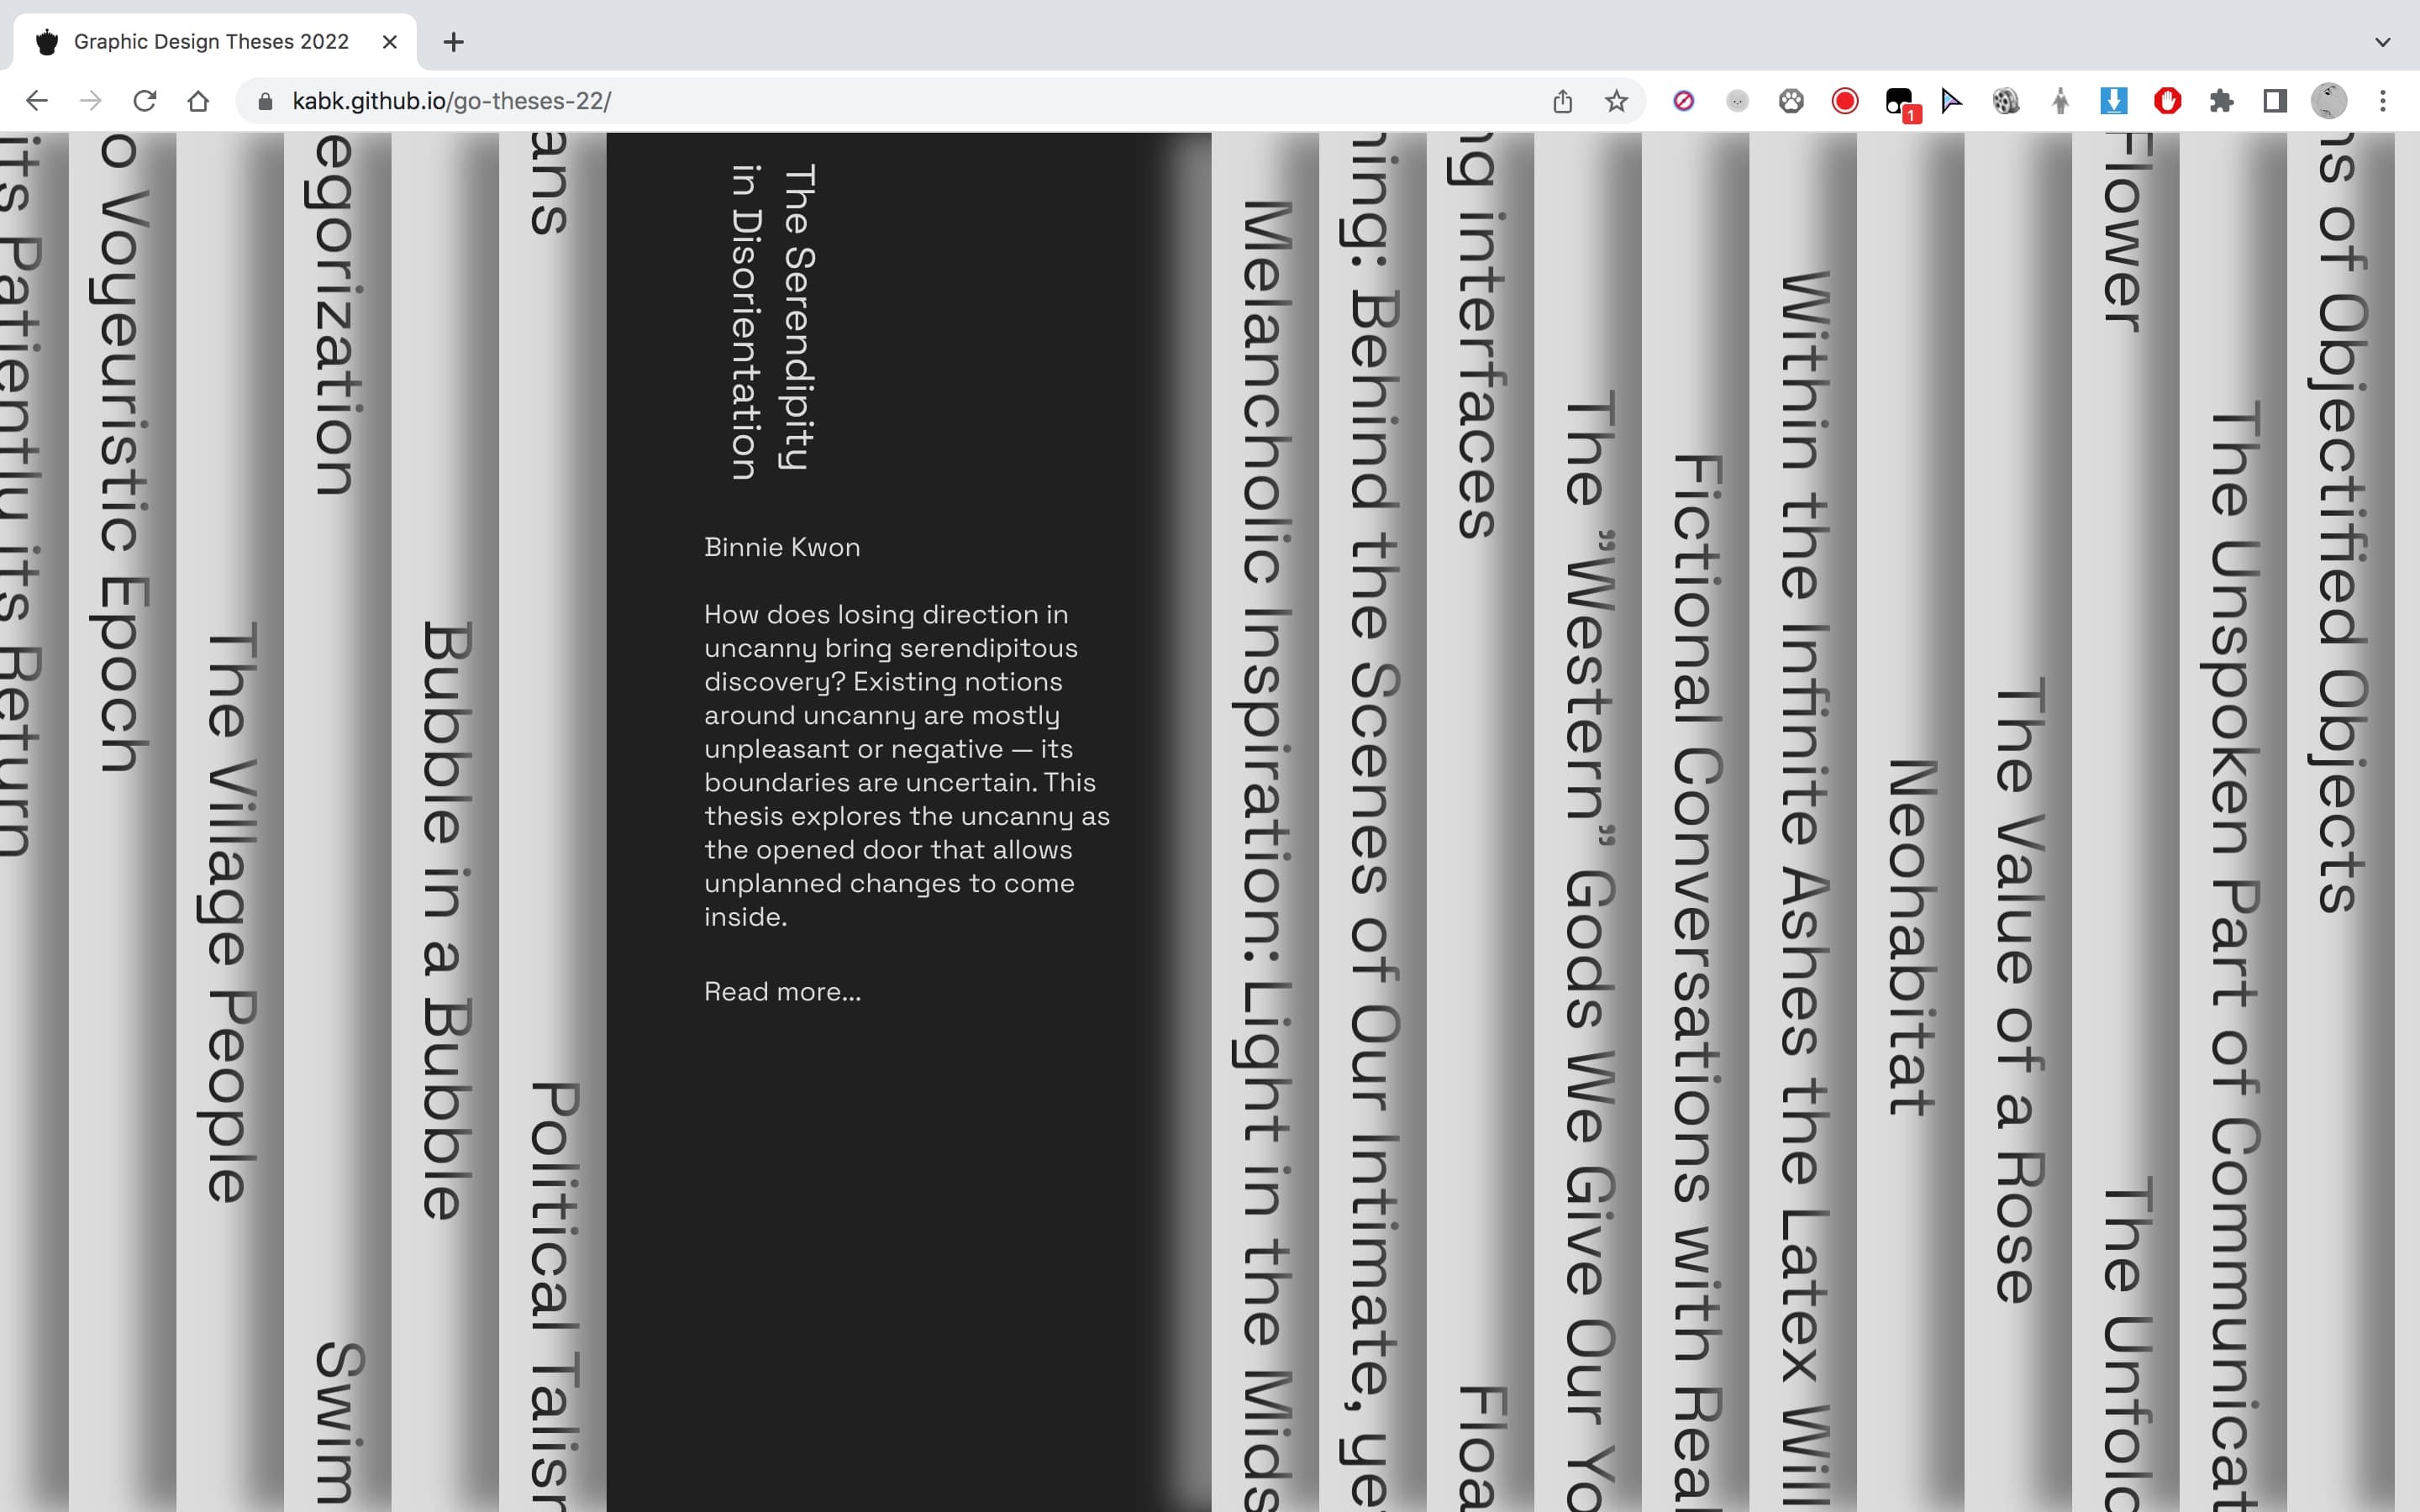 Graphic Design Theses 2022
kabk.github.io/go-theses-22/
1
its Patiently its Return
o Voyeuristic Epoch
The Village People
egorization
Swim
Bubble in a Bubble
ans
Political Talism
The Serendipity
in Disorientation
Binnie Kwon
How does losing direction in
uncanny bring serendipitous
discovery? Existing notions
around uncanny are mostly
unpleasant or negative — its
boundaries are uncertain. This
thesis explores the uncanny as
the opened door that allows
unplanned changes to come
inside.
Read more...
Melancholic Inspiration: Light in the Mids
ning: Behind the Scenes of Our Intimate, ye
ng interfaces
Floa
The ”Western” Goods We Give Our Yo
Fictional Conversations with Real
Within the Infinite Ashes the Latex Will
Neohabitat
The Value of a Rose
Flower
The Unfold
The Unspoken Part of Communicat
ns of Objectified Objects